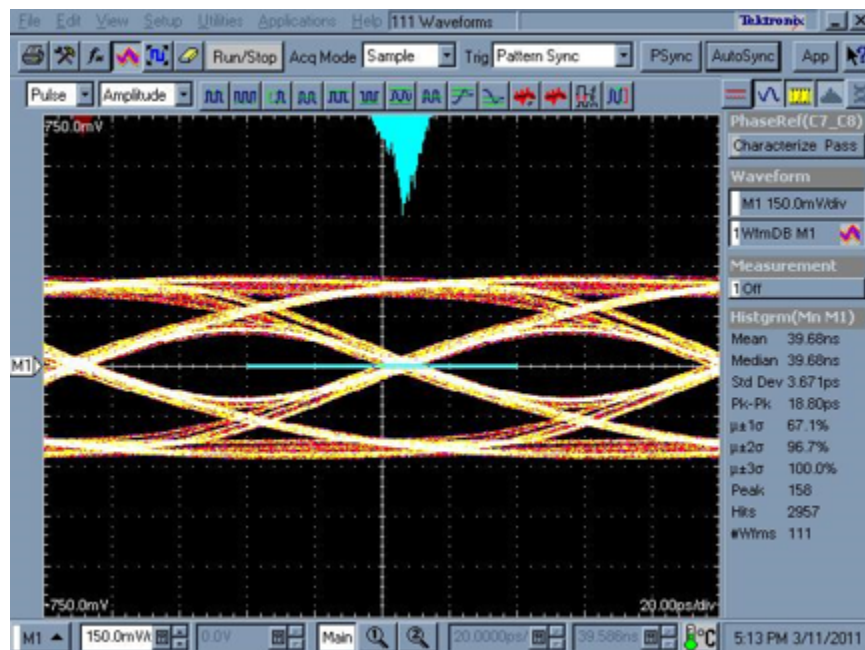 File Edit View Setup Utilities Applications Help 111 Waveforms Tektronix
Run/Stop Acq Mode Sample Trig Pattern Sync PSync AutoSync App
Pulse Amplitude
750.0mV
PhaseRef(C7_C8)
Characterize Pass
Waveform
M1 150.0mV/div
1 WfmDB M1
Measurement
1 Off
Histgrm(Mn M1)
Mean 39.68ns
Median 39.68ns
Std Dev 3.671ps
Pk-Pk 18.80ps
µ±1σ 67.1%
µ±2σ 96.7%
µ±3σ 100.0%
Peak 158
Hits 2957
#Wfms 111
M1
-750.0mV
20.00ps/div
M1 150.0mV/ 0.0V Main 1 2 20.0000ps/ 39.586ns °C 5:13 PM 3/11/2011